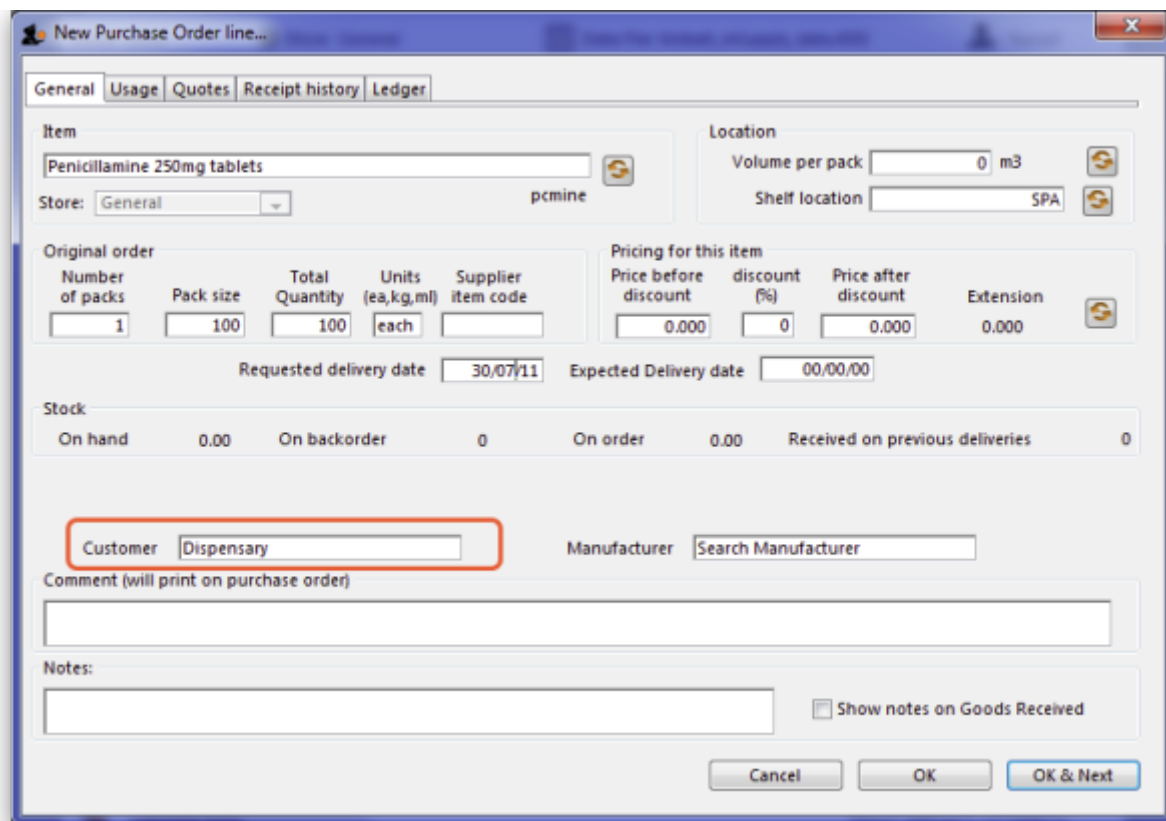 New Purchase Order line...
General Usage Quotes Receipt history Ledger
Item
Penicillamine 250mg tablets
Store: General
pcmine
Location
Volume per pack 0 m3
Shelf location SPA
Original order
Number of packs
Pack size
Total Quantity
Units (ea,kg,ml)
Supplier item code
1 100 100 each
Pricing for this item
Price before discount
discount (%)
Price after discount
Extension
0.000 0 0.000 0.000
Requested delivery date 30/07/11 Expected Delivery date 00/00/00
Stock
On hand 0.00 On backorder 0 On order 0.00 Received on previous deliveries 0
Customer Dispensary Manufacturer Search Manufacturer
Comment (will print on purchase order)
Notes:
Show notes on Goods Received
Cancel OK OK & Next